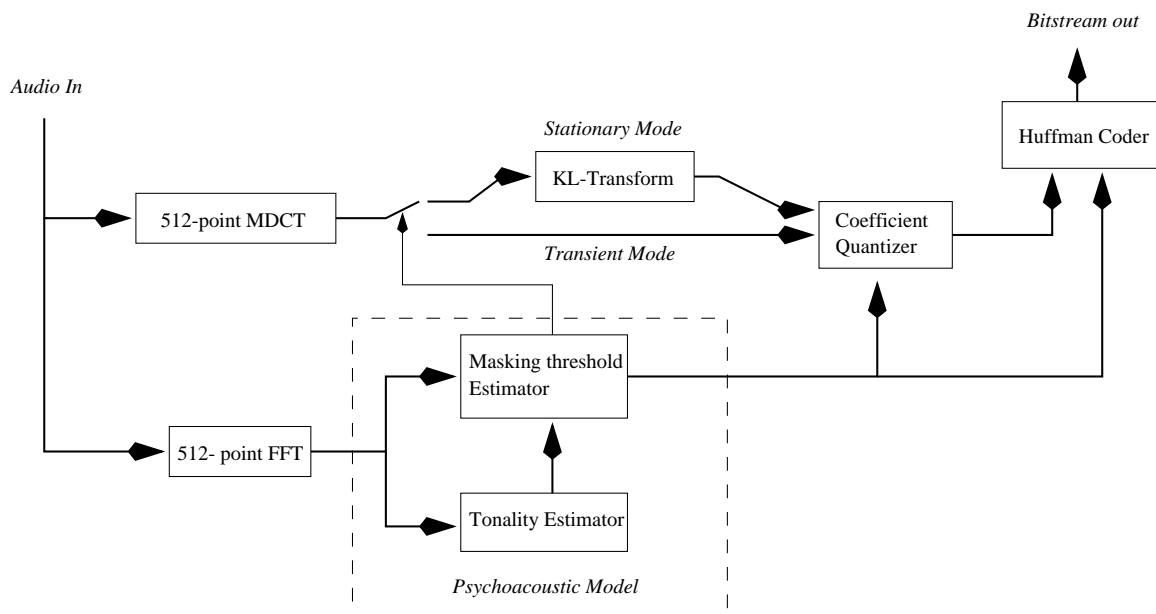 Bitstream out
Audio In
Huffman Coder
Stationary Mode
KL-Transform
512-point MDCT
Coefficient
Quantizer
Transient Mode
Masking threshold
Estimator
512- point FFT
Tonality Estimator
Psychoacoustic Model